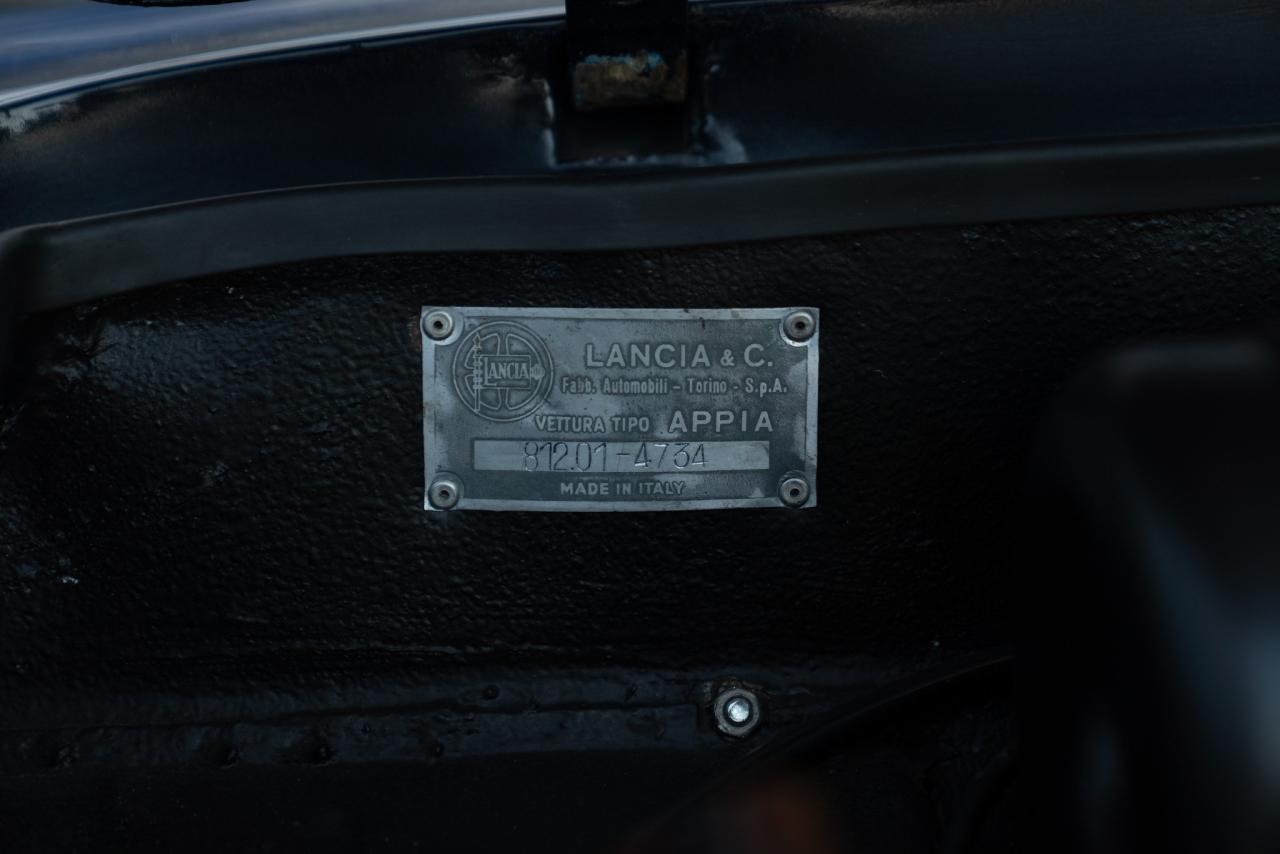 LANCIA
LANCIA & C.
Fabb. Automobili - Torino - S.p.A.
VETTURA TIPO APPIA
812.01-4734
MADE IN ITALY